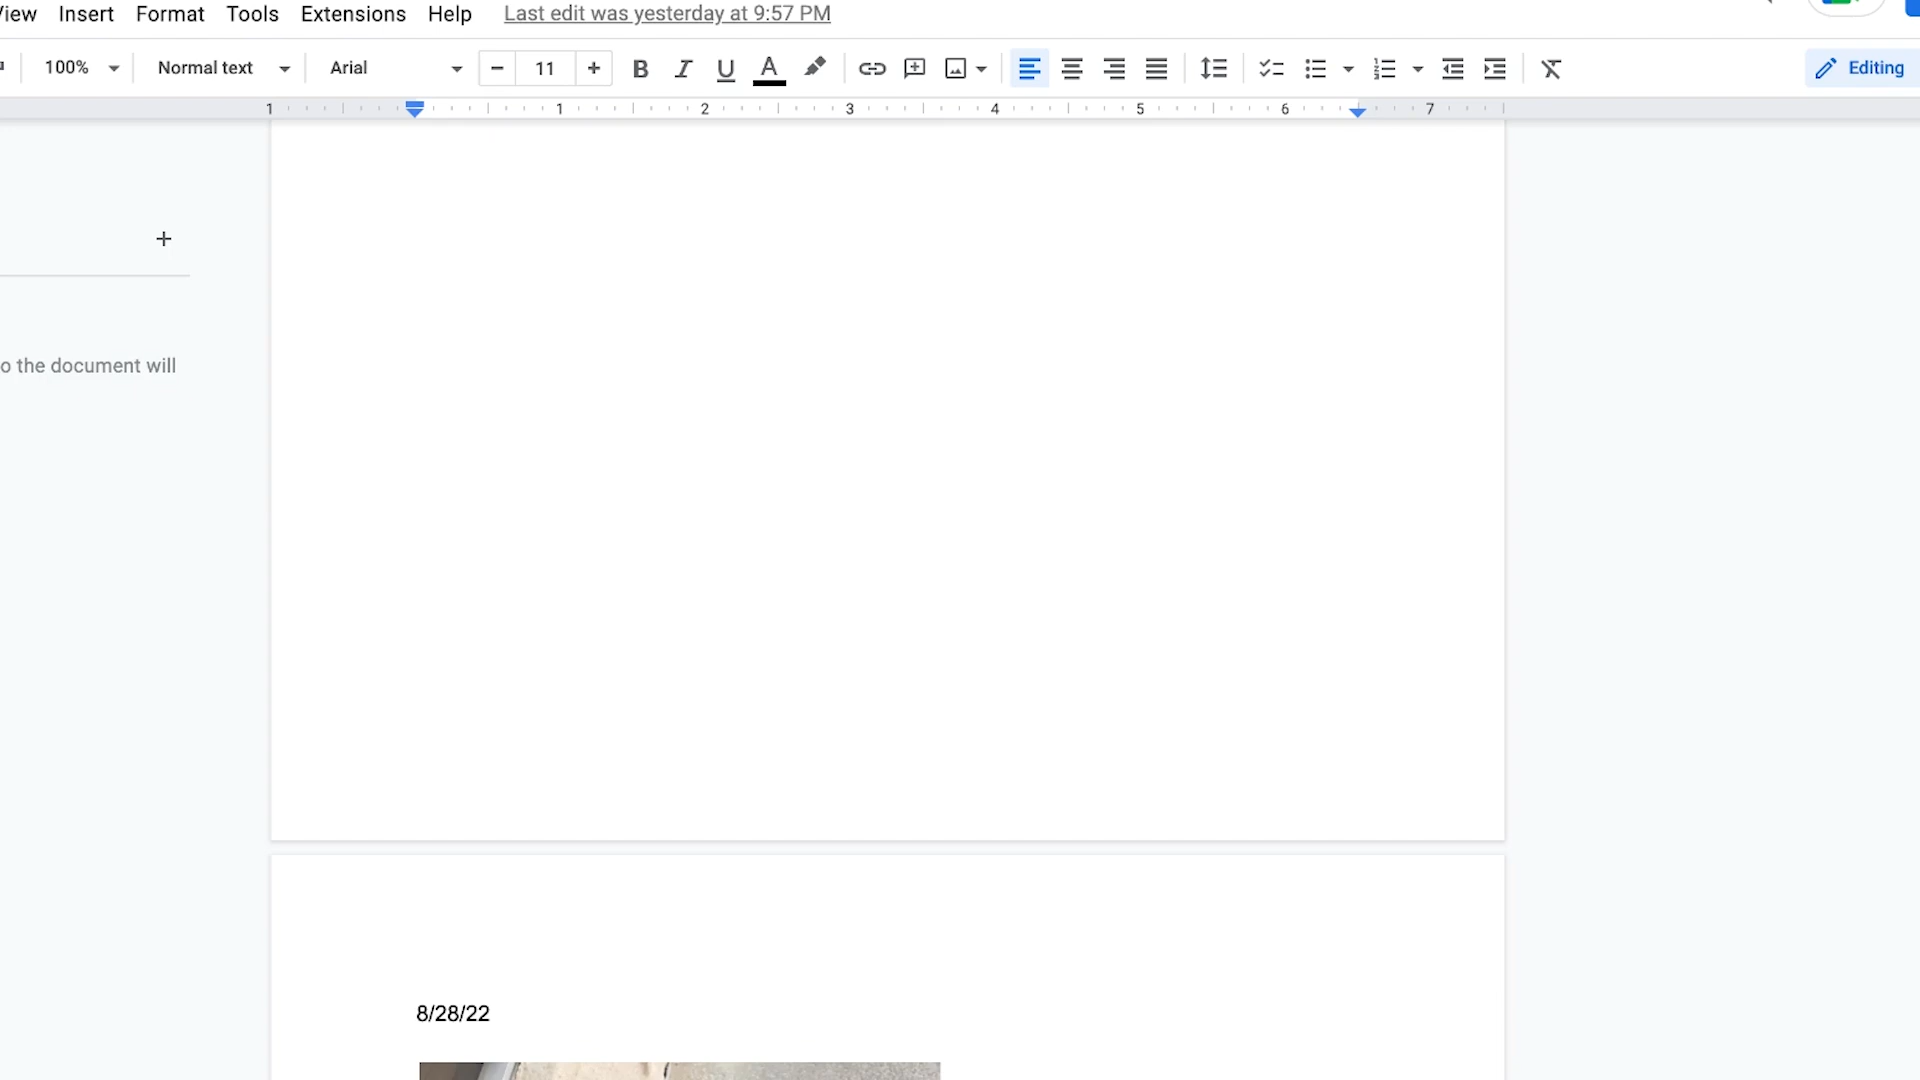 View Insert Format Tools Extensions Help Last edit was yesterday at 9:57 PM
100% Normal text Arial 11 Editing
1 1 2 3 4 5 6 7
o the document will
8/28/22